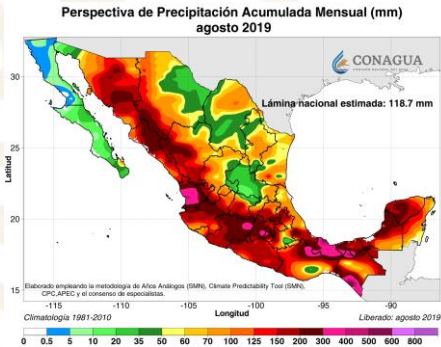 Perspectiva de Precipitación Acumulada Mensual (mm)
agosto 2019
CONAGUA
Lámina nacional estimada: 118.7 mm
Latitud
30
25
20
15
Elaborado empleando la metodología de Años Análogos (SMN), Climate Predictability Tool (SMN),
CPC,APEC y el consenso de especialistas.
-115
-110
-105
-100
-95
-90
Longitud
Climatología 1981-2010
Liberado: agosto 2019
0 0.5 5 10 20 35 50 60 70 100 125 150 200 300 400 500 600 800